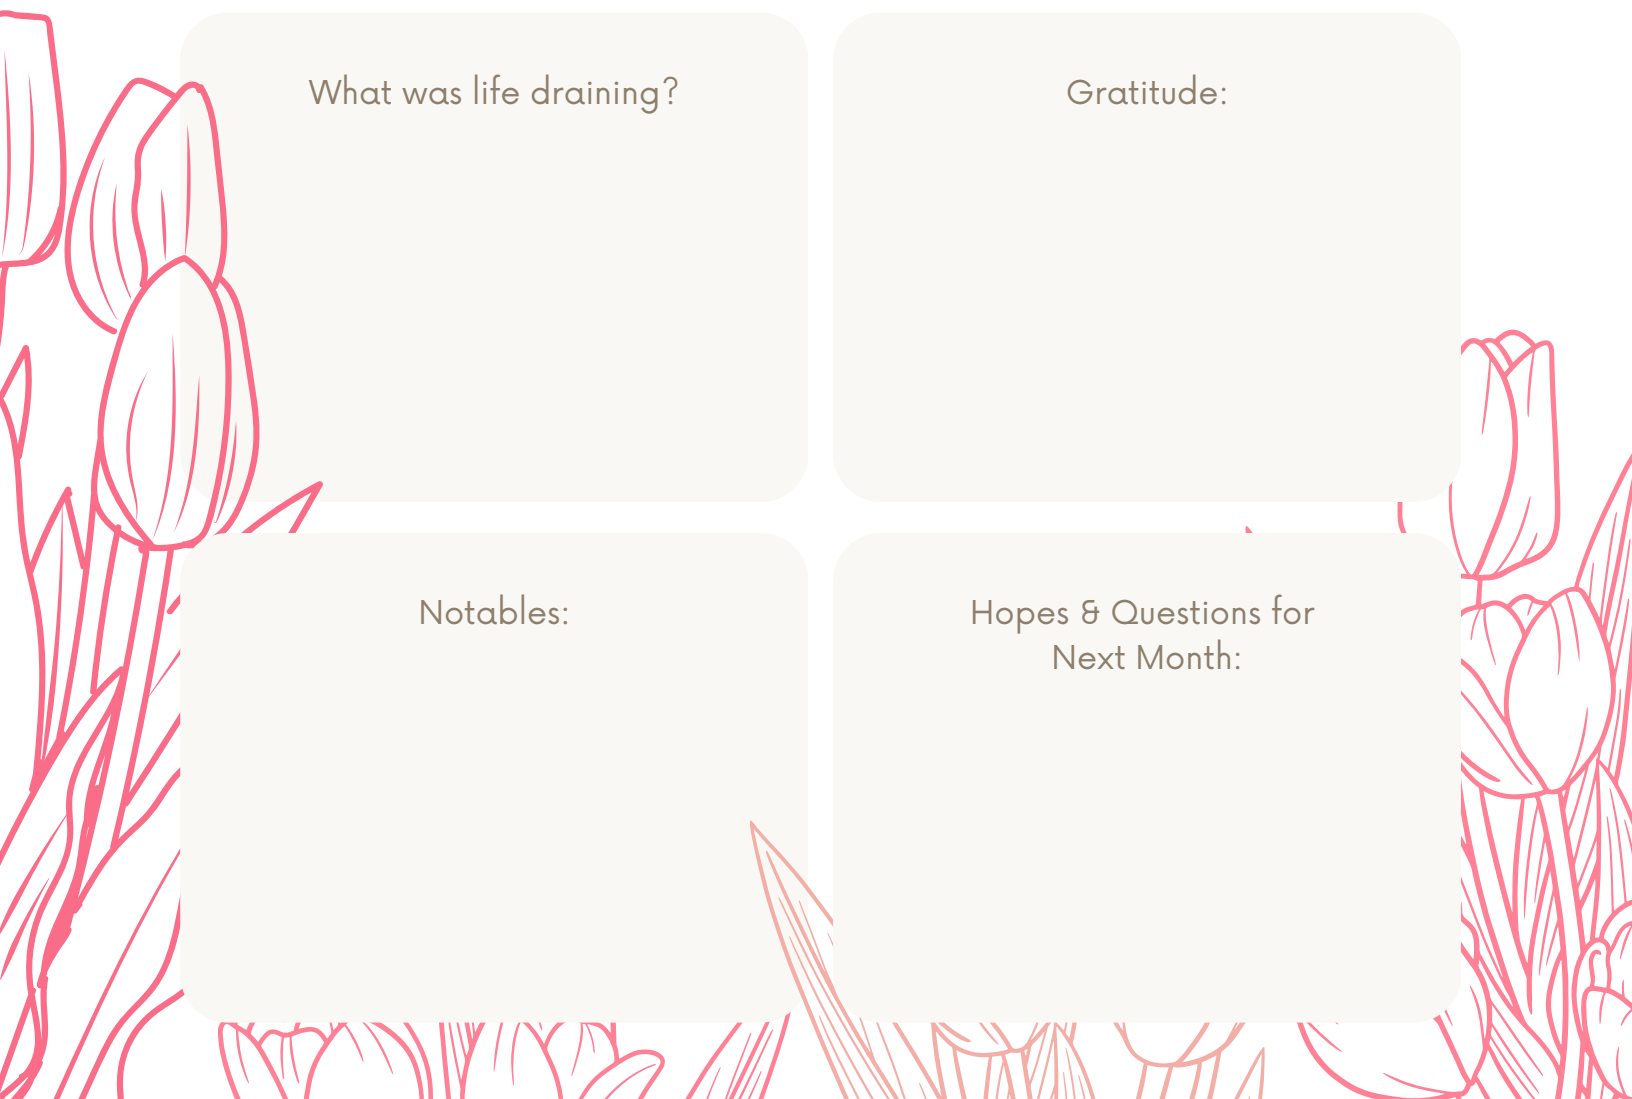 What was life draining?
Gratitude:
Notables:
Hopes & Questions for
Next Month: